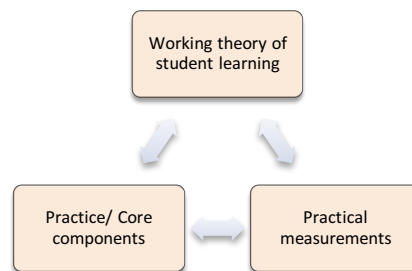 Working theory of
student learning
Practice/ Core
components
Practical
measurements